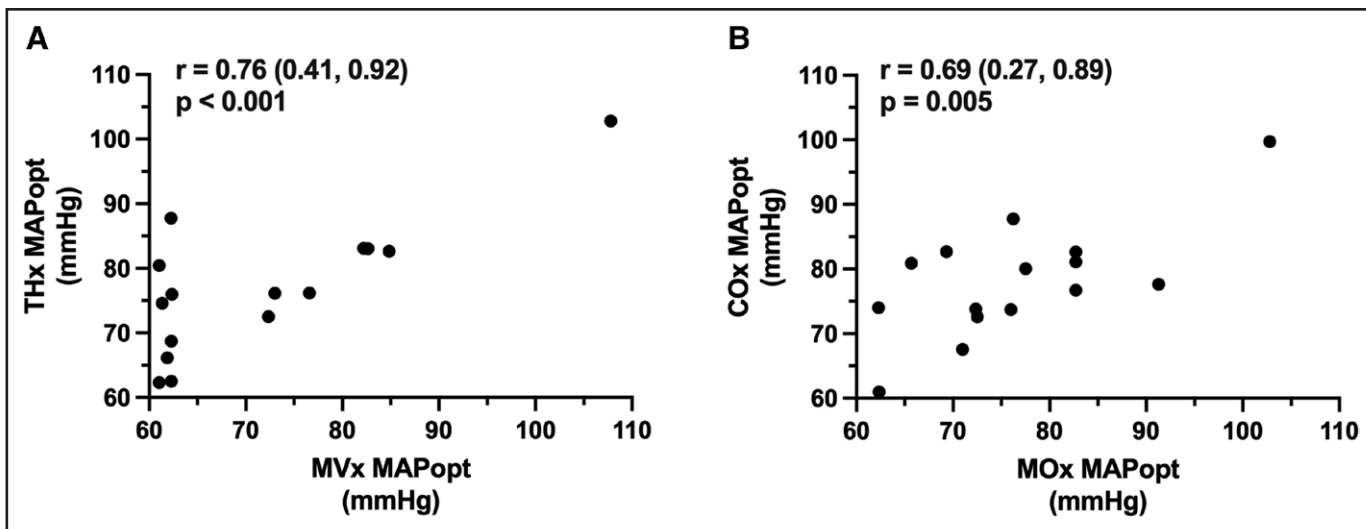 A
r = 0.76 (0.41, 0.92)
p < 0.001
THx MAPopt
(mmHg)
110
100
90
80
70
60
60 70 80 90 100 110
MVx MAPopt
(mmHg)
B
r = 0.69 (0.27, 0.89)
p = 0.005
COx MAPopt
(mmHg)
110
100
90
80
70
60
60 70 80 90 100 110
MOx MAPopt
(mmHg)